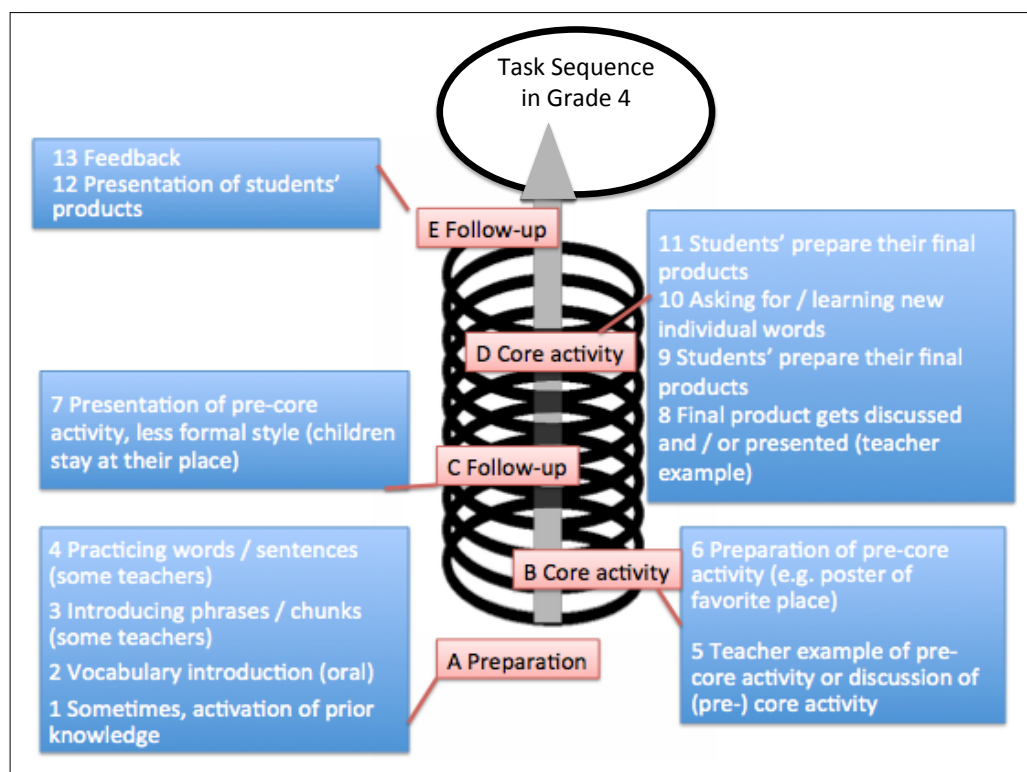 Task Sequence
in Grade 4
13 Feedback
12 Presentation of students'
products
E Follow-up
11 Students' prepare their final
products
10 Asking for / learning new
individual words
9 Students' prepare their final
products
8 Final product gets discussed
and / or presented (teacher
example)
D Core activity
7 Presentation of pre-core
activity, less formal style (children
stay at their place)
C Follow-up
4 Practicing words / sentences
(some teachers)
3 Introducing phrases / chunks
(some teachers)
2 Vocabulary introduction (oral)
1 Sometimes, activation of prior
knowledge
B Core activity
6 Preparation of pre-core
activity (e.g. poster of
favorite place)
5 Teacher example of pre-
core activity or discussion of
(pre-) core activity
A Preparation